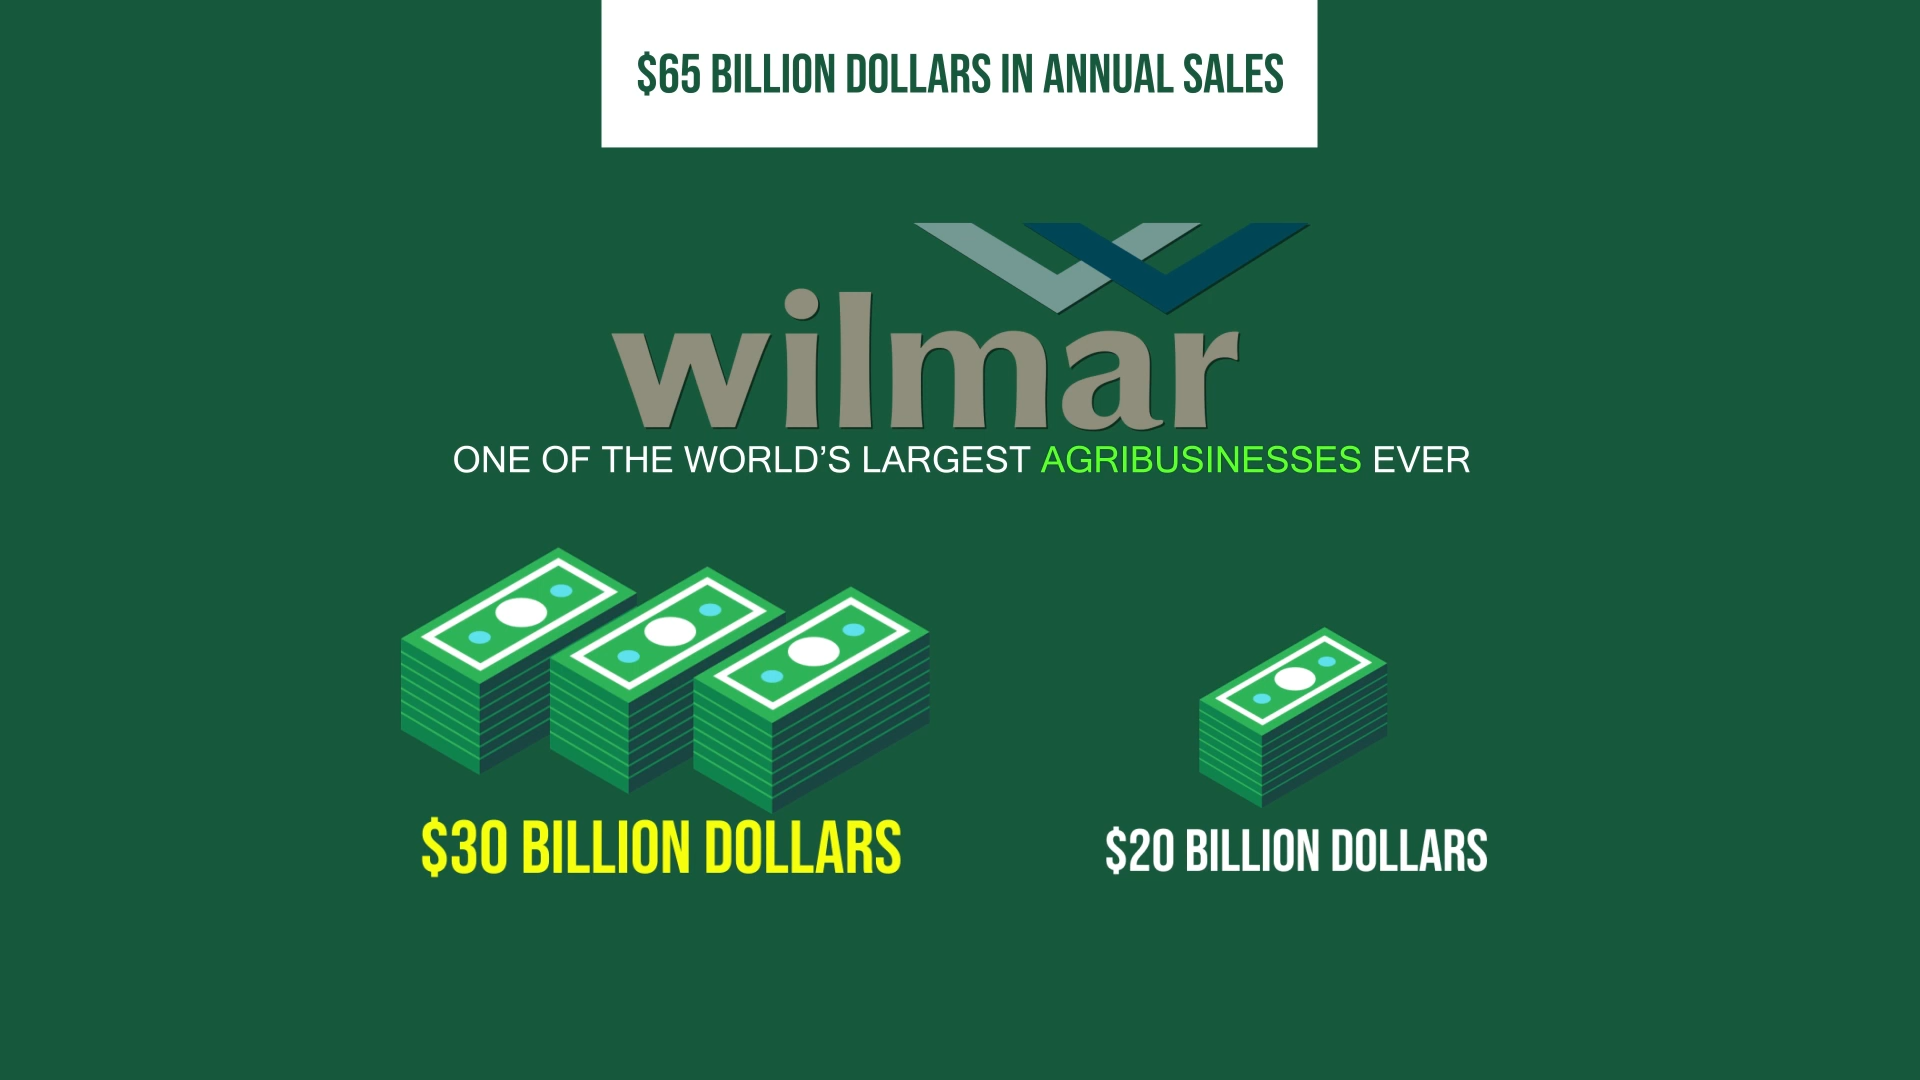 $65 BILLION DOLLARS IN ANNUAL SALES
wilmar
ONE OF THE WORLD’S LARGEST AGRIBUSINESSES EVER
$30 BILLION DOLLARS
$20 BILLION DOLLARS